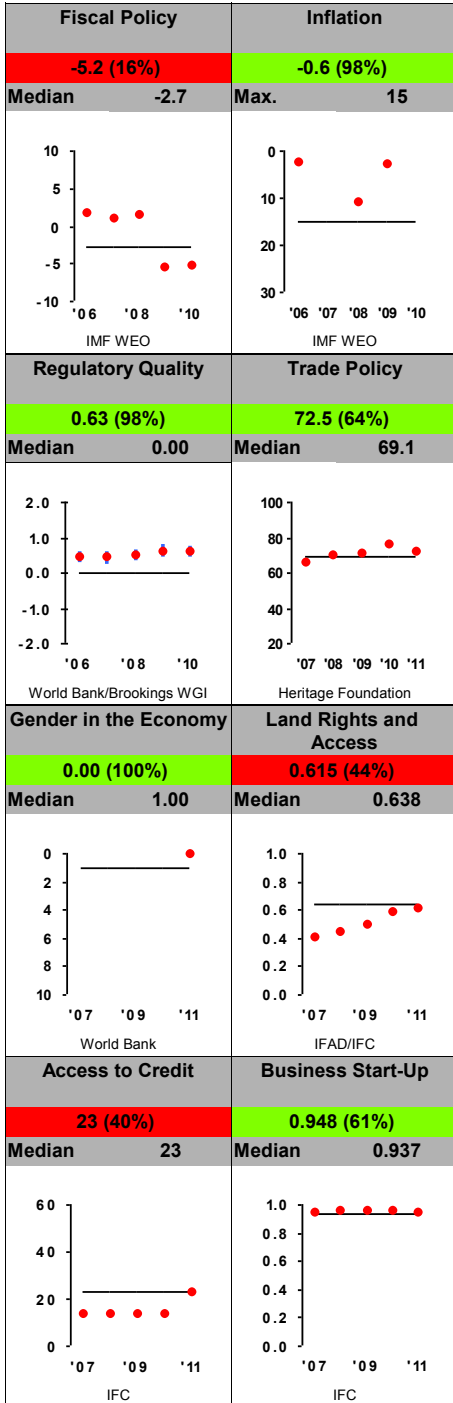 Fiscal Policy
Inflation
-5.2 (16%)
-0.6 (98%)
Median -2.7
Max. 15
10
5
0
-5
-10
'06 '08 '10
IMF WEO
0
10
20
30
'06 '07 '08 '09 '10
IMF WEO
Regulatory Quality
Trade Policy
0.63 (98%)
72.5 (64%)
Median 0.00
Median 69.1
2.0
1.0
0.0
-1.0
-2.0
'06 '08 '10
World Bank/Brookings WGI
100
80
60
40
20
'07 '08 '09 '10 '11
Heritage Foundation
Gender in the Economy
Land Rights and
Access
0.00 (100%)
0.615 (44%)
Median 1.00
Median 0.638
0
2
4
6
8
10
'07 '09 '11
World Bank
1.0
0.8
0.6
0.4
0.2
0.0
'07 '09 '11
IFAD/IFC
Access to Credit
Business Start-Up
23 (40%)
0.948 (61%)
Median 23
Median 0.937
60
40
20
0
'07 '09 '11
IFC
1.0
0.8
0.6
0.4
0.2
0.0
'07 '09 '11
IFC